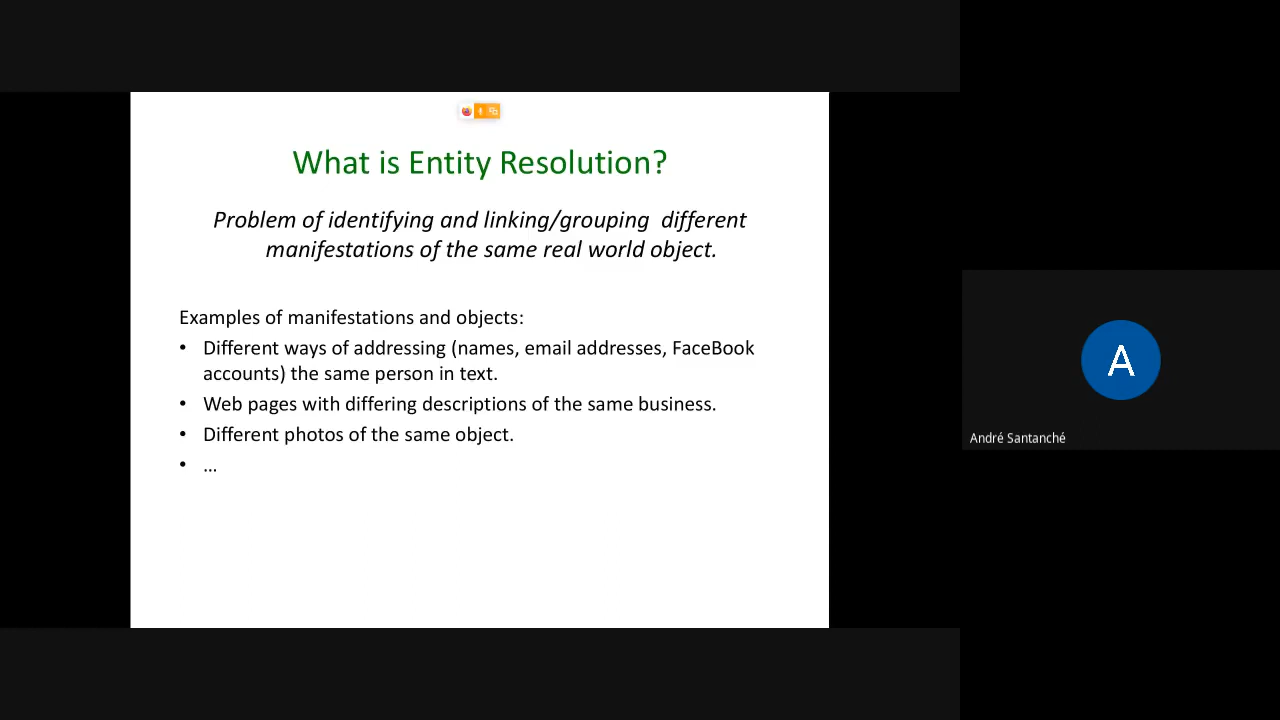 What is Entity Resolution?
Problem of identifying and linking/grouping different
manifestations of the same real world object.
Examples of manifestations and objects:
• Different ways of addressing (names, email addresses, FaceBook
accounts) the same person in text.
• Web pages with differing descriptions of the same business.
• Different photos of the same object.
• …
A
André Santanché